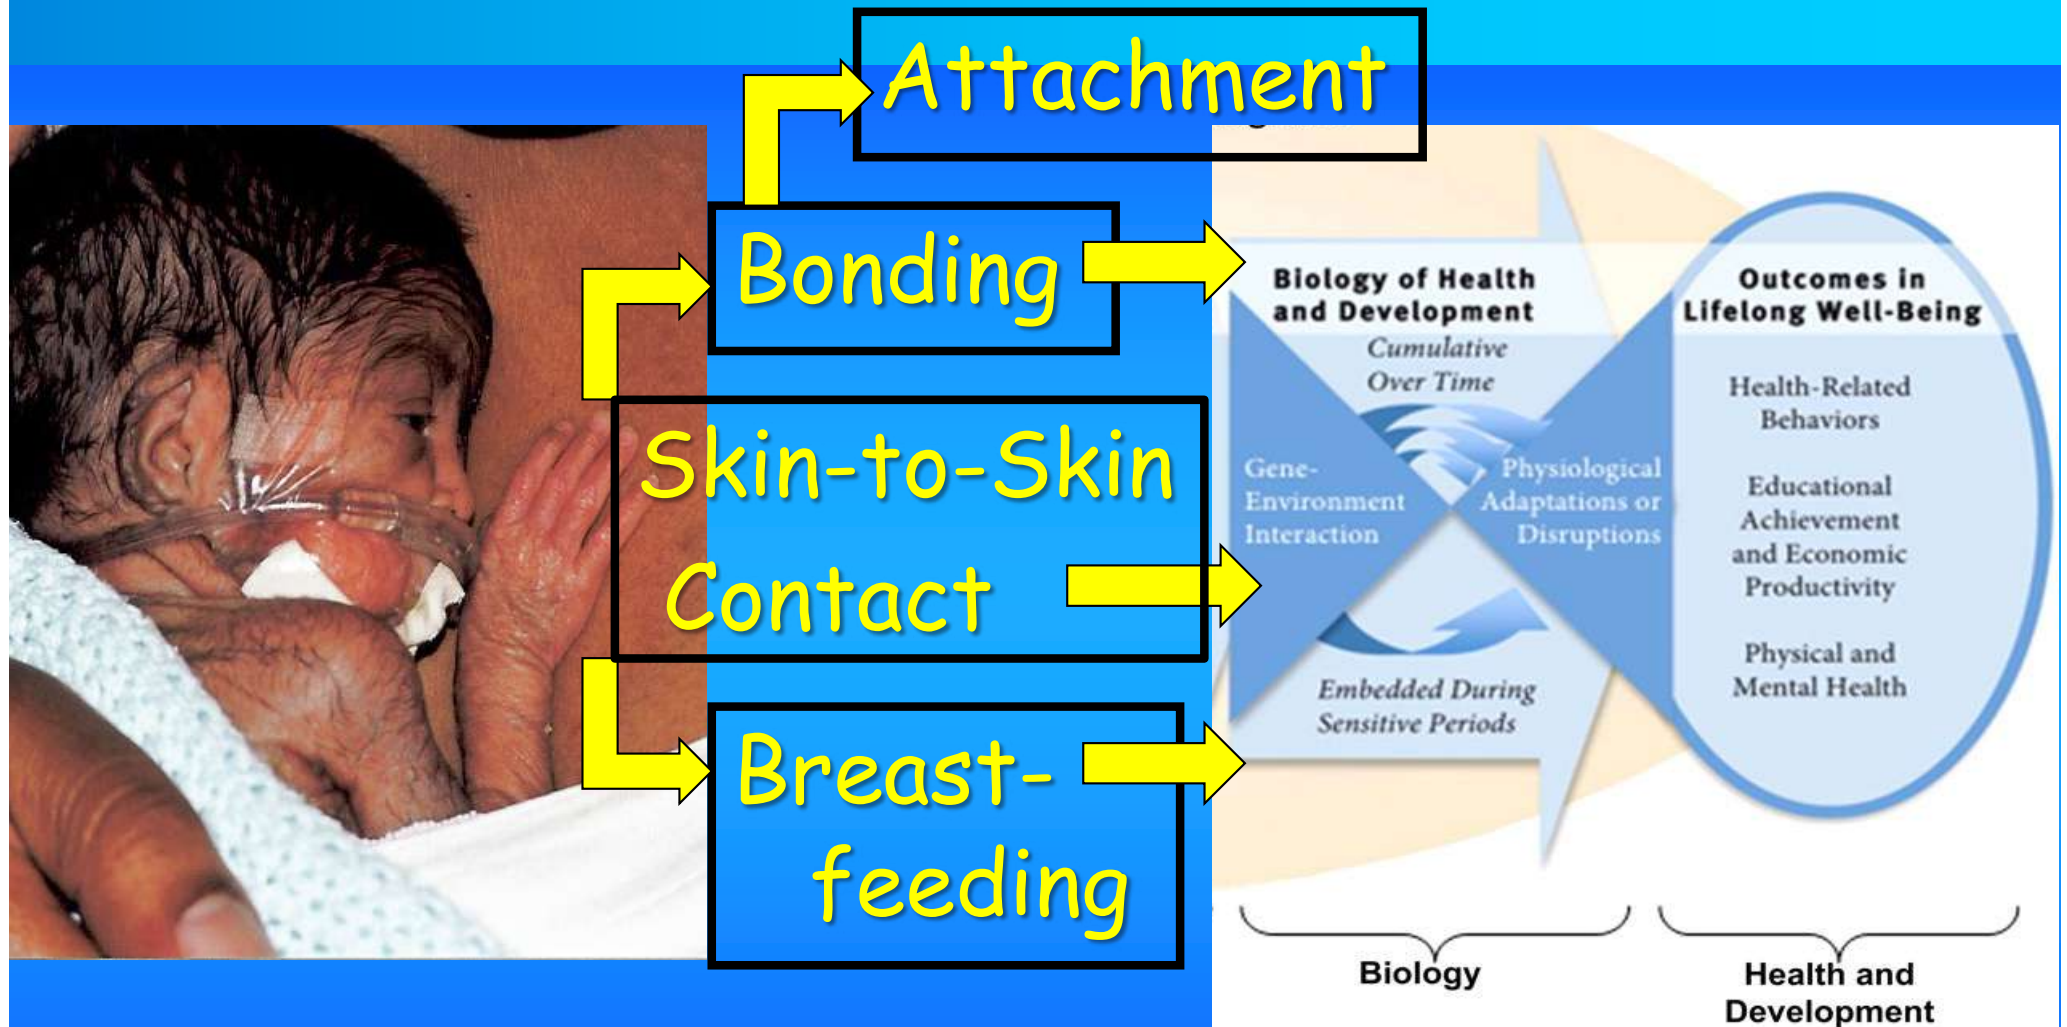 Attachment
Bonding
Skin-to-Skin
Contact
Breast-
feeding
Biology of Health
and Development
Cumulative
Over Time
Gene-
Environment
Interaction
Physiological
Adaptations or
Disruptions
Embedded During
Sensitive Periods
Outcomes in
Lifelong Well-Being
Health-Related
Behaviors
Educational
Achievement
and Economic
Productivity
Physical and
Mental Health
Biology
Health and
Development